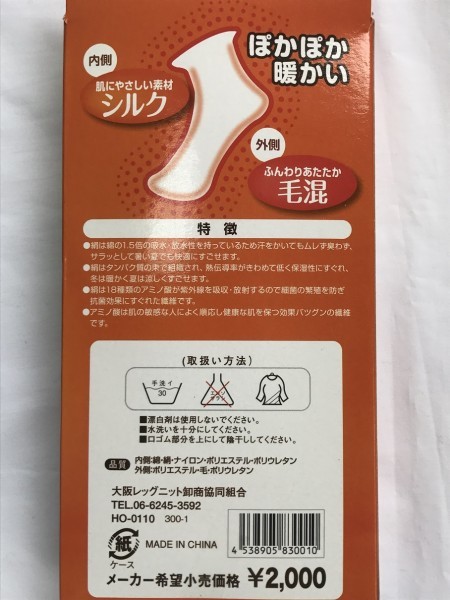 ぽかぽか
暖かい
内側
肌にやさしい素材
シルク
外側
ふんわりあたたか
毛混
特徴
●絹は綿の1.5倍の吸水・放水性を持っているため汗をかいてもムレず臭わず、
サラッとして暑い夏でも快適にすごせます。
●絹はタンパク質の束で組織され、熱伝導率がきわめて低く保湿性にすぐれ、
冬は暖かく夏は涼しくすごせます。
●絹は18種類のアミノ酸が紫外線を吸収・放射するので細菌の繁殖を防ぎ
抗菌効果にすぐれた繊維です。
●アミノ酸は肌の敏感な人によく順応し健康な肌を保つ効果バツグンの繊維
です。
(取扱い方法)
手洗イ
30
エンソ
サラシ
■漂白剤は使用しないでください。
■水洗いを十分にしてください。
■口ゴム部分を上にして陰干ししてください。
品質
内側:綿・絹・ナイロン・ポリエステル・ポリウレタン
外側:ポリエステル・毛・ポリウレタン
大阪レッグニット卸商協同組合
TEL.06-6245-3592
HO-0110 300-1
紙
ケース
MADE IN CHINA
4 538905 830010
メーカー希望小売価格 ¥2,000